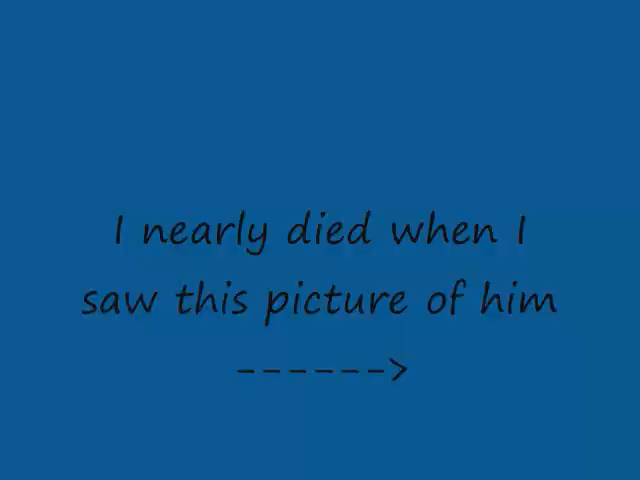 I nearly died when I
saw this picture of him
------>